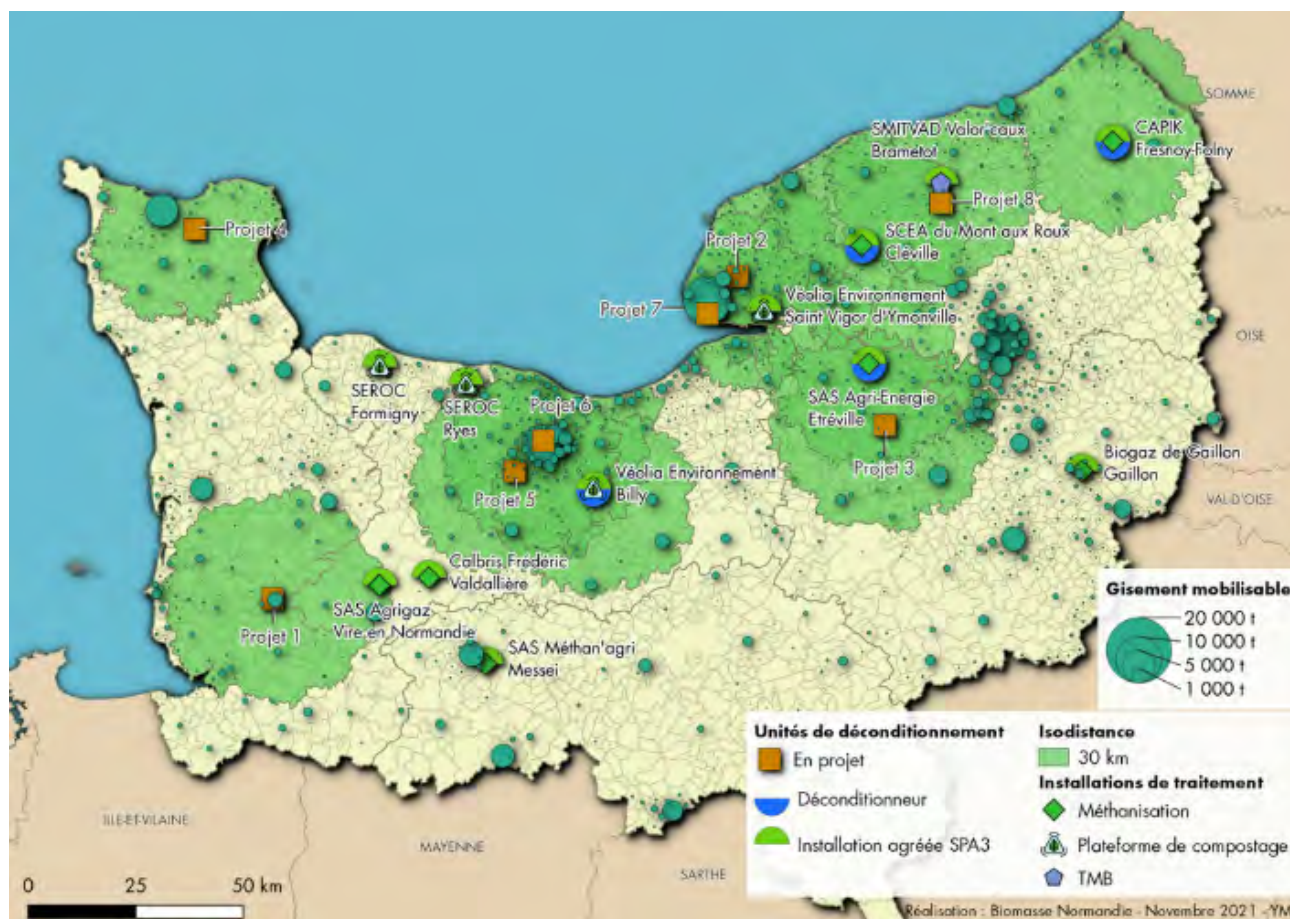 SOMME
SMITVAD Valor'caux
Brametot
CAPIK
Fresnoy-Folny
Projet 4
Projet 8
SCEA du Mont aux Roux
Cléville
Projet 2
Projet 7
Véolia Environnement
Saint Vigor d'Ymonville
OISE
SEROC
Formigny
SEROC
Ryes
Projet 6
SAS Agri-Energie
Etréville
Projet 3
Biogaz de Gaillon
Gaillon
Projet 5
Véolia Environnement
Billy
VAL-D'OISE
Calbris Frédéric
Valdallière
SAS Agrigaz
Vire en Normandie
Projet 1
SAS Méthan'agri
Messei
Gisement mobilisable
20 000 t
10 000 t
5 000 t
1 000 t
Unités de déconditionnement
En projet
Déconditionneur
Installation agréée SPA3
Isodistance
30 km
Installations de traitement
Méthanisation
Plateforme de compostage
TMB
ILLE-ET-VILAINE
MAYENNE
SARTHE
0 25 50 km
Réalisation : Biomasse Normandie - Novembre 2021 - YM